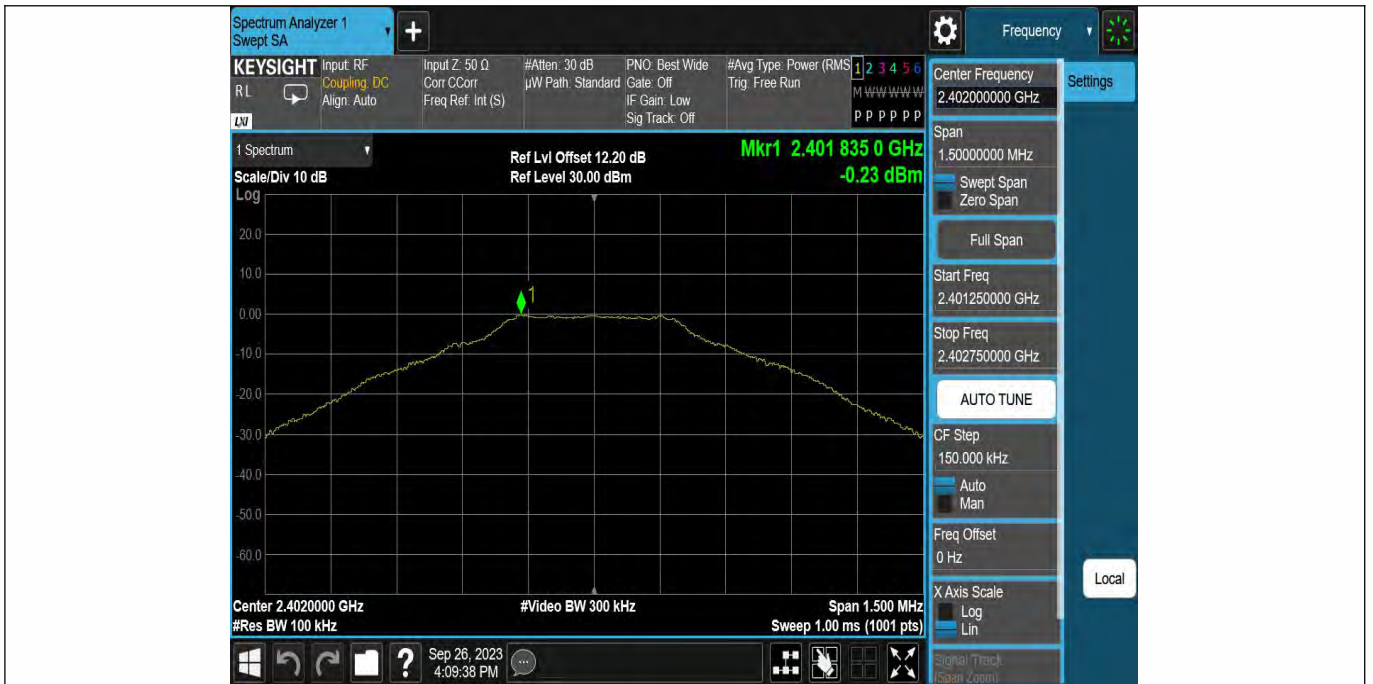 Spectrum Analyzer 1
Swept SA
+
Frequency
KEYSIGHT
RL
LXI
Input: RF
Coupling: DC
Align: Auto
Input Z: 50 Ω
Corr CCorr
Freq Ref: Int (S)
#Atten: 30 dB
µW Path: Standard
PNO: Best Wide
Gate: Off
IF Gain: Low
Sig Track: Off
#Avg Type: Power (RMS
Trig: Free Run
1 2 3 4 5 6
M W W W W W
P P P P P P
1 Spectrum
Scale/Div 10 dB
Ref Lvl Offset 12.20 dB
Ref Level 30.00 dBm
Mkr1 2.401 835 0 GHz
-0.23 dBm
Log
20.0
10.0
0.00
-10.0
-20.0
-30.0
-40.0
-50.0
-60.0
1
Center 2.4020000 GHz
#Res BW 100 kHz
#Video BW 300 kHz
Span 1.500 MHz
Sweep 1.00 ms (1001 pts)
Center Frequency
2.402000000 GHz
Settings
Span
1.50000000 MHz
Swept Span
Zero Span
Full Span
Start Freq
2.401250000 GHz
Stop Freq
2.402750000 GHz
AUTO TUNE
CF Step
150.000 kHz
Auto
Man
Freq Offset
0 Hz
X Axis Scale
Log
Lin
Signal Track
(Span Zoom)
Local
?
Sep 26, 2023
4:09:38 PM